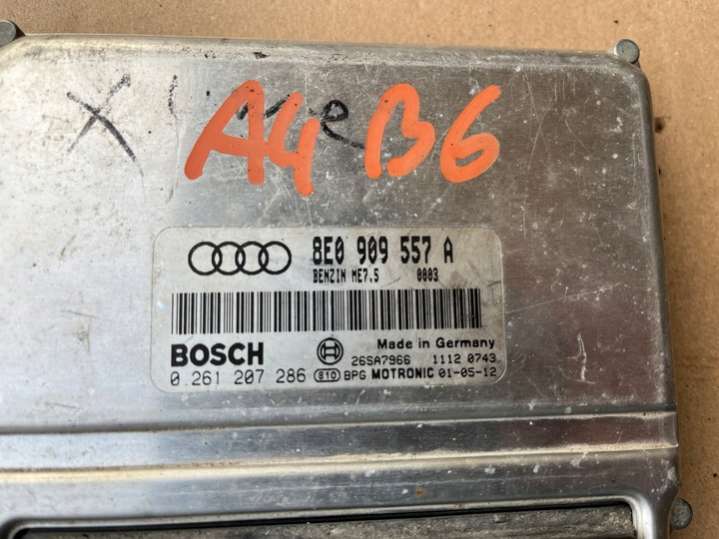 A4 B6
8E0 909 557 A
BENZIN ME7.5 0003
Made in Germany
BOSCH 26SA7966 1112 0743
0 261 207 286 e10 BPG MOTRONIC 01-05-12